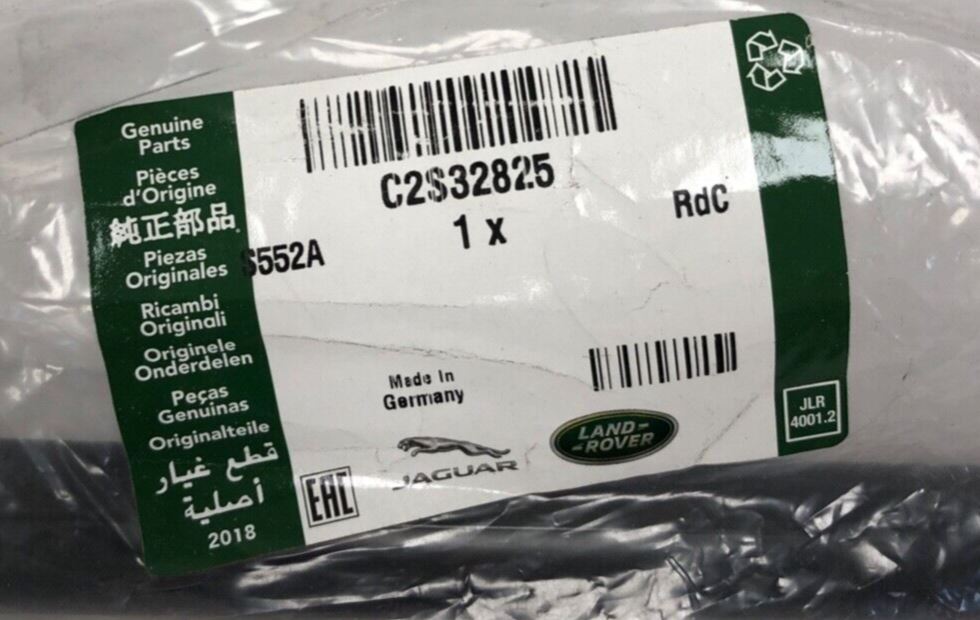 Genuine
Parts
Pièces
d'Origine
純正部品
Piezas
Originales
Ricambi
Originali
Originele
Onderdelen
Peças
Genuinas
Originalteile
قطع غيار
أصلية
2018
C2S32825
1 x
RdC
S552A
Made In
Germany
JAGUAR
LAND-
-ROVER
EAC
JLR
4001.2